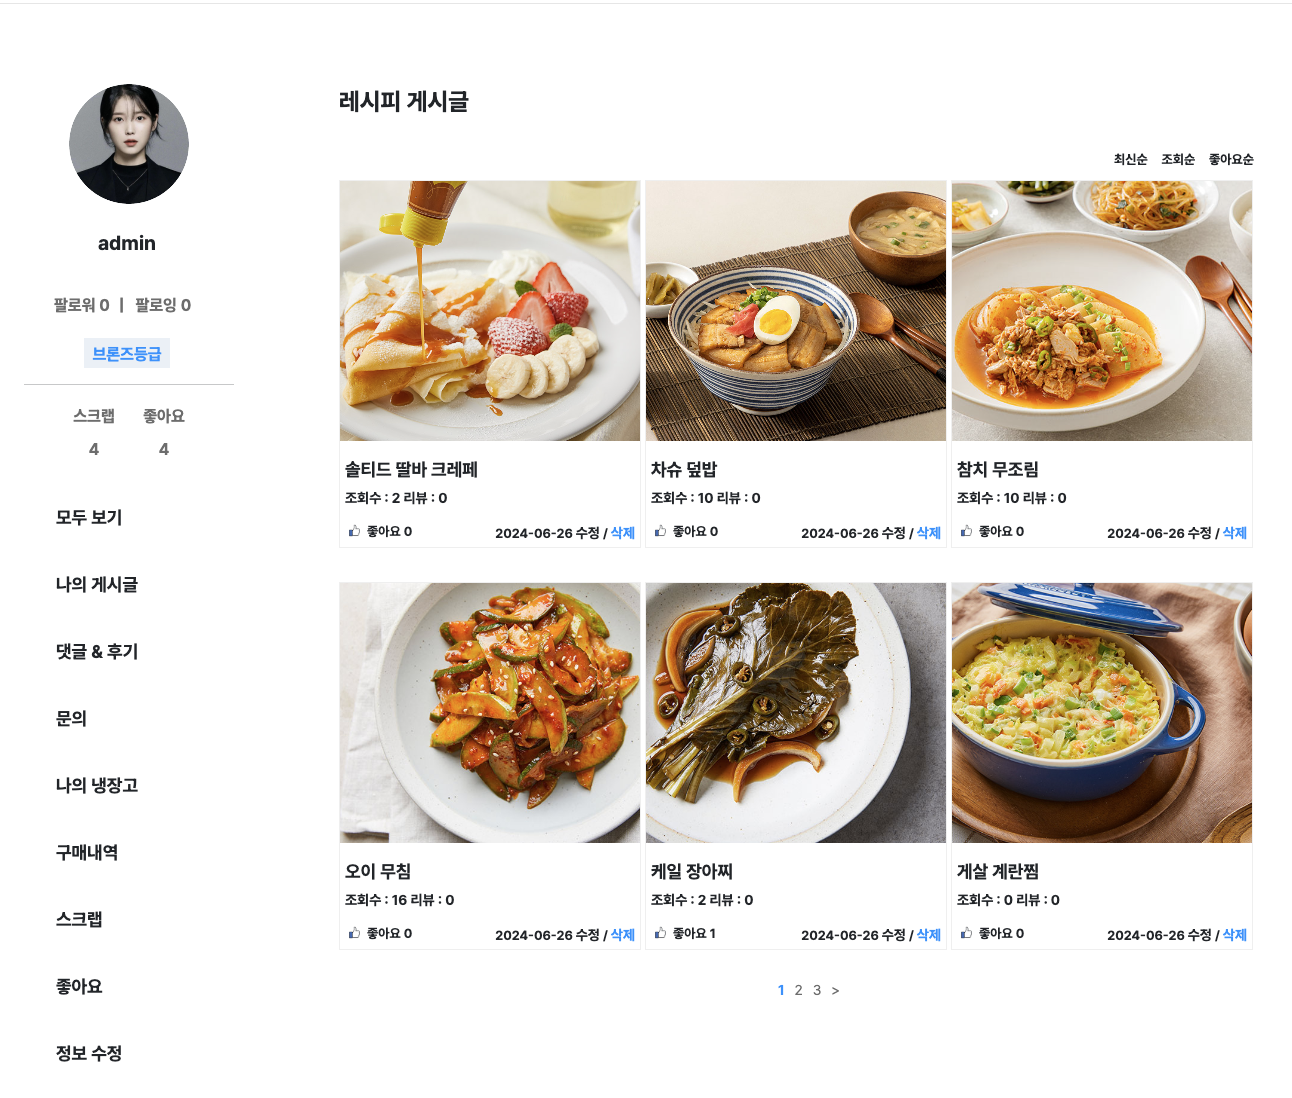 admin
팔로워 0 | 팔로잉 0
브론즈등급
스크랩 좋아요
4 4
모두 보기
나의 게시글
댓글 & 후기
문의
나의 냉장고
구매내역
스크랩
좋아요
정보 수정
레시피 게시글
최신순 조회순 좋아요순
솔티드 딸바 크레페
조회수 : 2 리뷰 : 0
좋아요 0 2024-06-26 수정 / 삭제
차슈 덮밥
조회수 : 10 리뷰 : 0
좋아요 0 2024-06-26 수정 / 삭제
참치 무조림
조회수 : 10 리뷰 : 0
좋아요 0 2024-06-26 수정 / 삭제
오이 무침
조회수 : 16 리뷰 : 0
좋아요 0 2024-06-26 수정 / 삭제
케일 장아찌
조회수 : 2 리뷰 : 0
좋아요 1 2024-06-26 수정 / 삭제
게살 계란찜
조회수 : 0 리뷰 : 0
좋아요 0 2024-06-26 수정 / 삭제
1 2 3 >